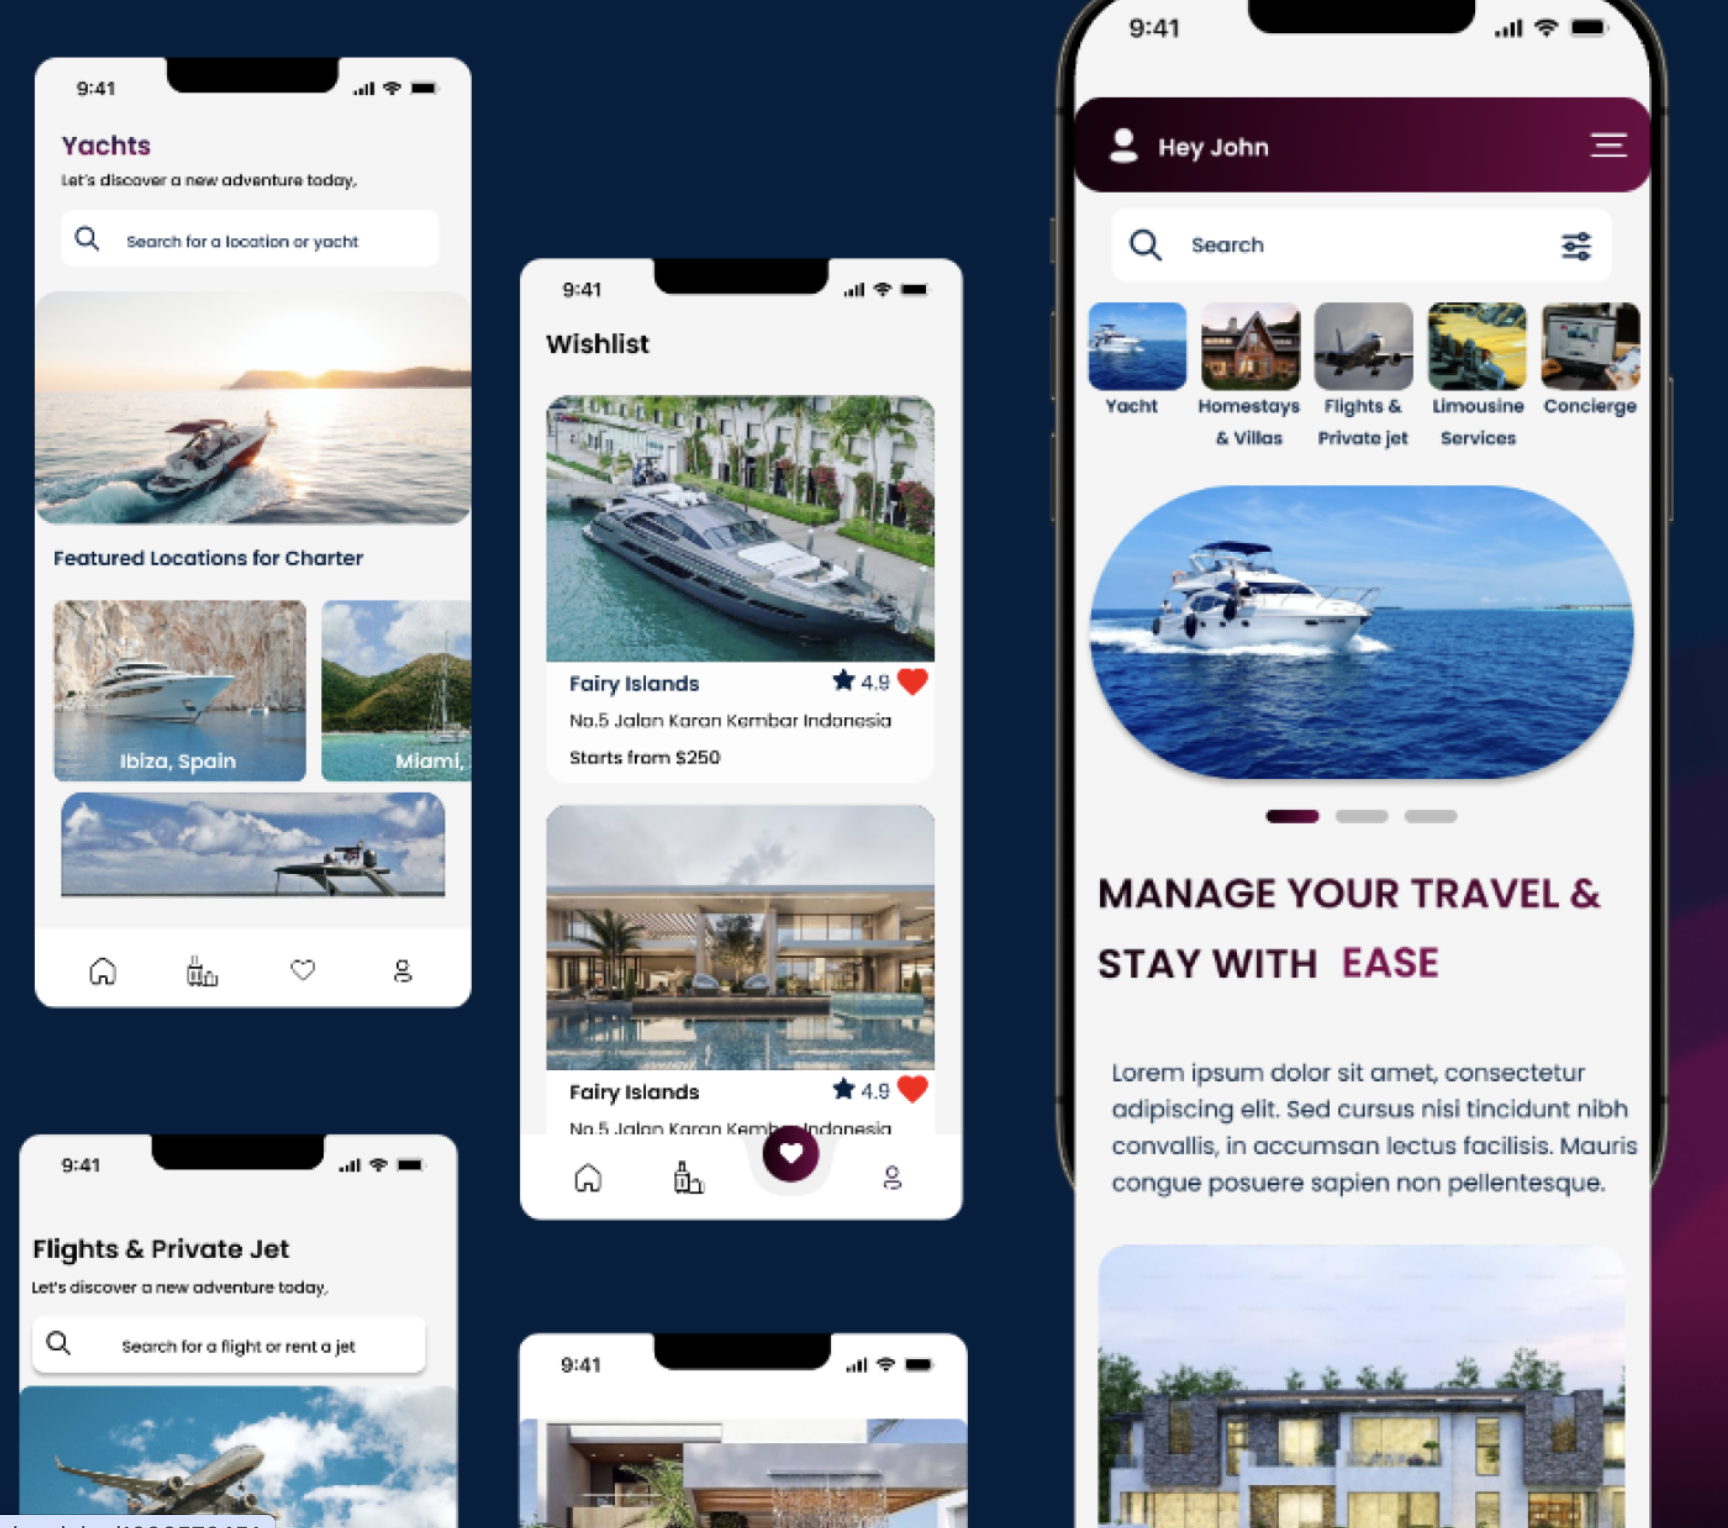 9:41
Yachts
Let's discover a new adventure today,
Search for a location or yacht
Featured Locations for Charter
Ibiza, Spain
Miami,
9:41
Flights & Private Jet
Let's discover a new adventure today,
Search for a flight or rent a jet
9:41
Wishlist
Fairy Islands
4.9
No.5 Jalan Karan Kembar Indonesia
Starts from $250
Fairy Islands
4.9
No.5 Jalan Karan Kembar Indonesia
9:41
9:41
Hey John
Search
Yacht
Homestays
& Villas
Flights &
Private jet
Limousine
Services
Concierge
MANAGE YOUR TRAVEL &
STAY WITH EASE
Lorem ipsum dolor sit amet, consectetur
adipiscing elit. Sed cursus nisi tincidunt nibh
convallis, in accumsan lectus facilisis. Mauris
congue posuere sapien non pellentesque.